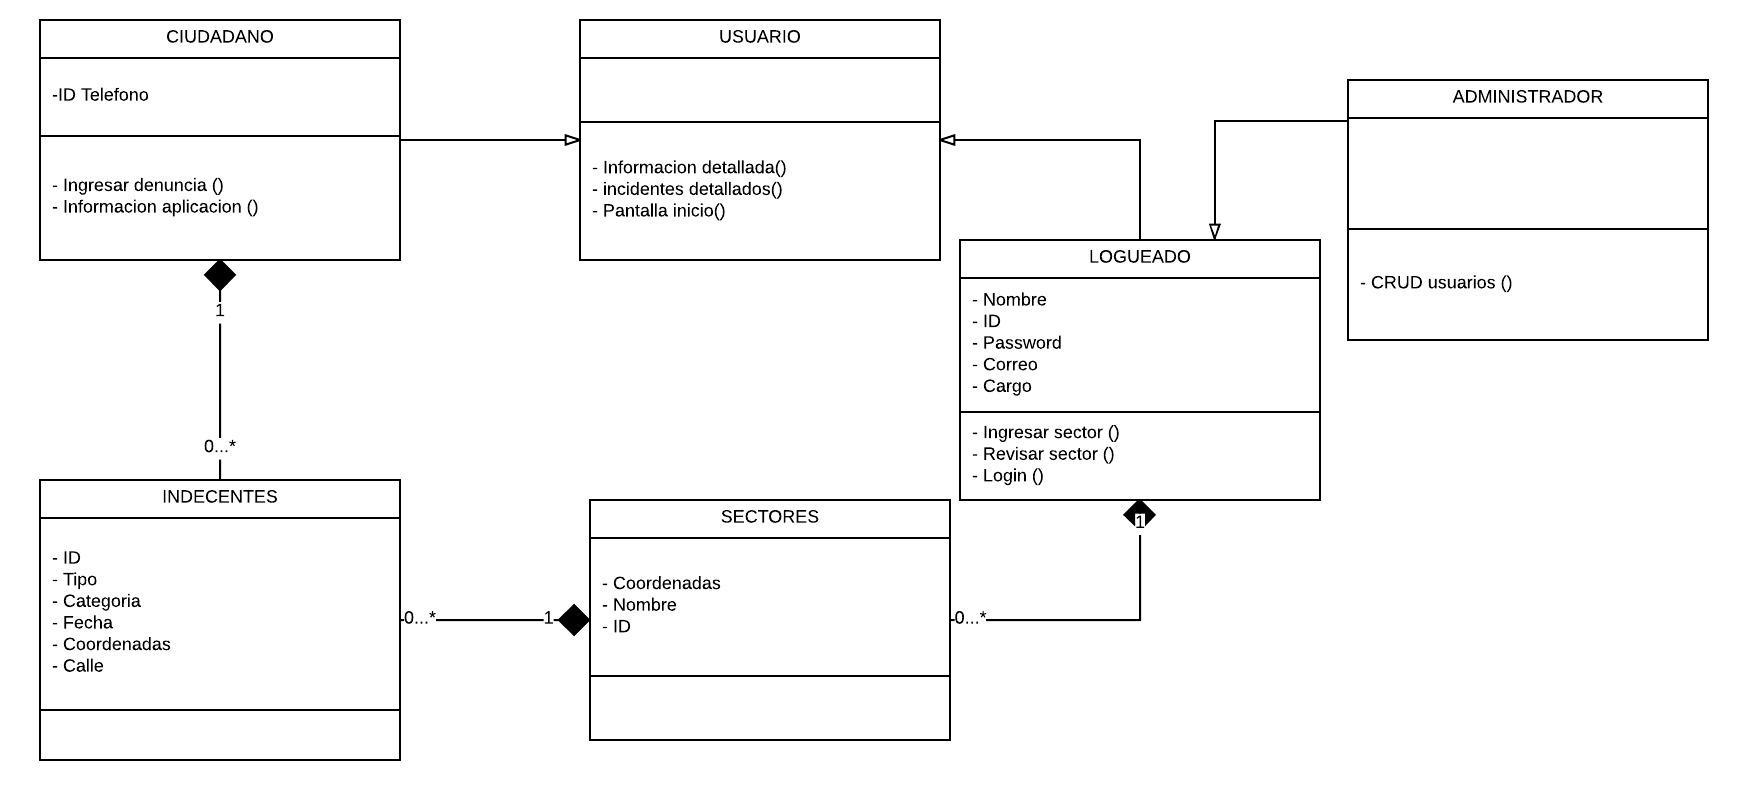 CIUDADANO
-ID Telefono
- Ingresar denuncia ()
- Informacion aplicacion ()
USUARIO
- Informacion detallada()
- incidentes detallados()
- Pantalla inicio()
ADMINISTRADOR
- CRUD usuarios ()
LOGUEADO
- Nombre
- ID
- Password
- Correo
- Cargo
- Ingresar sector ()
- Revisar sector ()
- Login ()
1
0...*
INDECENTES
- ID
- Tipo
- Categoria
- Fecha
- Coordenadas
- Calle
0...*
1
SECTORES
- Coordenadas
- Nombre
- ID
0...*
1